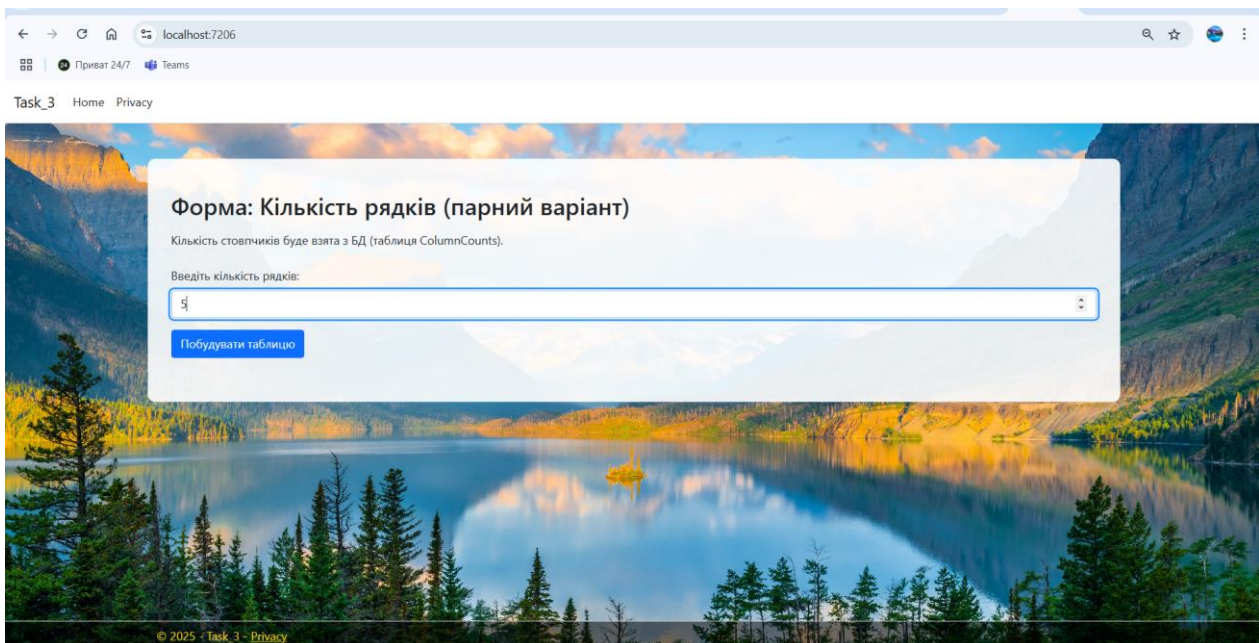 localhost:7206
24 Приват 24/7 Teams
Task_3 Home Privacy
Форма: Кількість рядків (парний варіант)
Кількість стовпчиків буде взята з БД (таблиця ColumnCounts).
Введіть кількість рядків:
5
Побудувати таблицю
© 2025 - Task_3 - Privacy